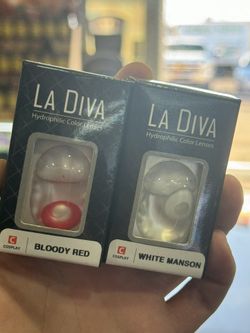 LA DIVA
Hydrophilic Color Lenses
C
COSPLAY
BLOODY RED
LA DIVA
Hydrophilic Color Lenses
C
COSPLAY
WHITE MANSON